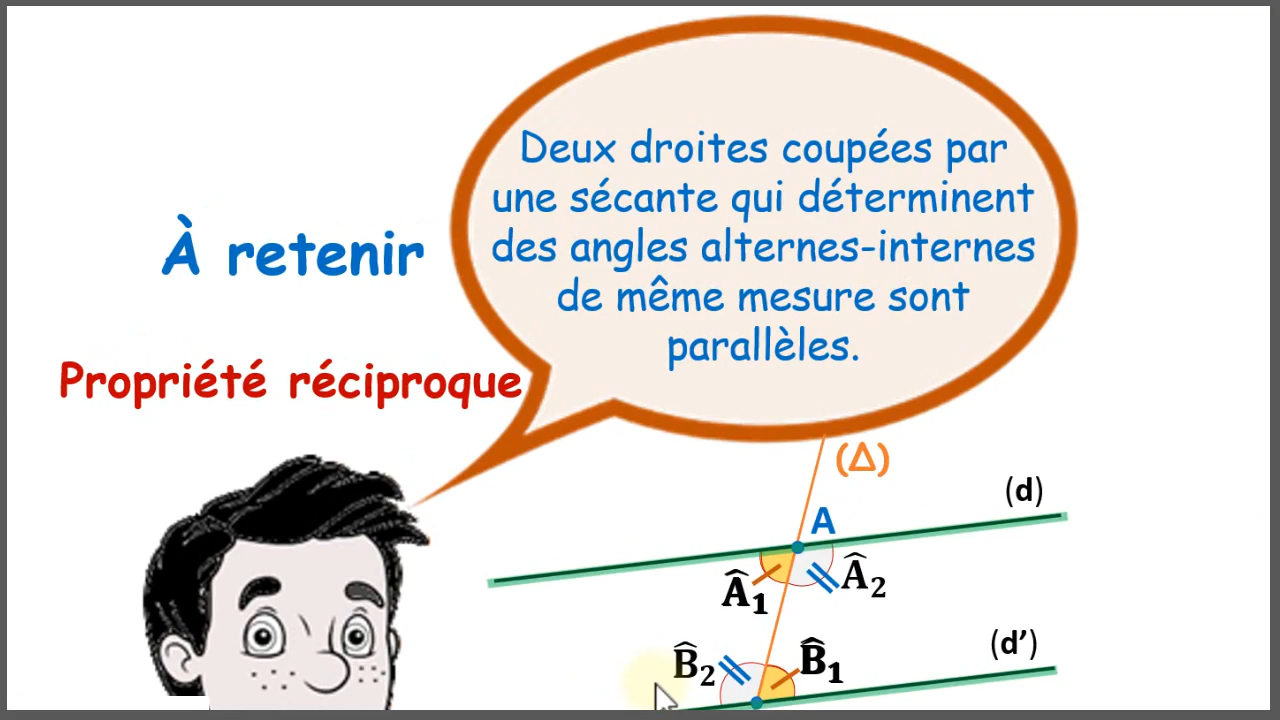 Deux droites coupées par
une sécante qui déterminent
des angles alternes-internes
de même mesure sont
parallèles.
À retenir
Propriété réciproque
(Δ)
(d)
A
Â₁
Â₂
(d’)
B̂₂
B̂₁